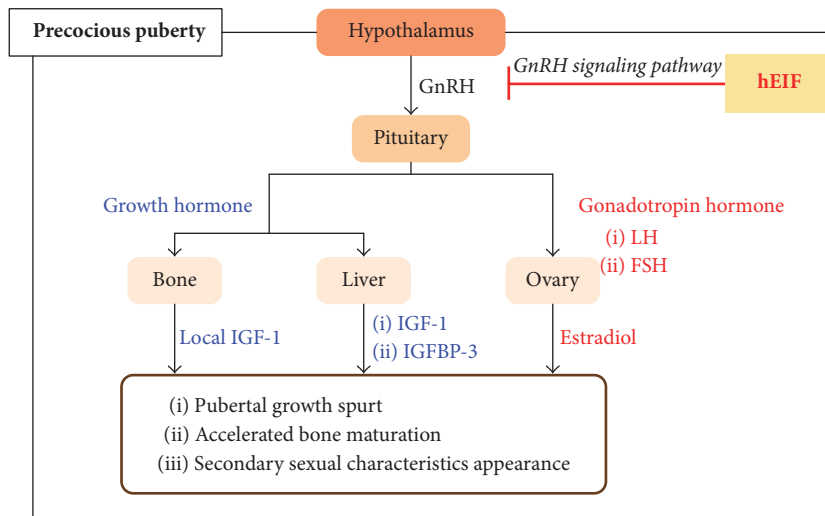 Precocious puberty
Hypothalamus
GnRH signaling pathway
hEIF
GnRH
Pituitary
Growth hormone
Gonadotropin hormone
(i) LH
(ii) FSH
Bone
Liver
Ovary
Local IGF-1
(i) IGF-1
(ii) IGFBP-3
Estradiol
(i) Pubertal growth spurt
(ii) Accelerated bone maturation
(iii) Secondary sexual characteristics appearance